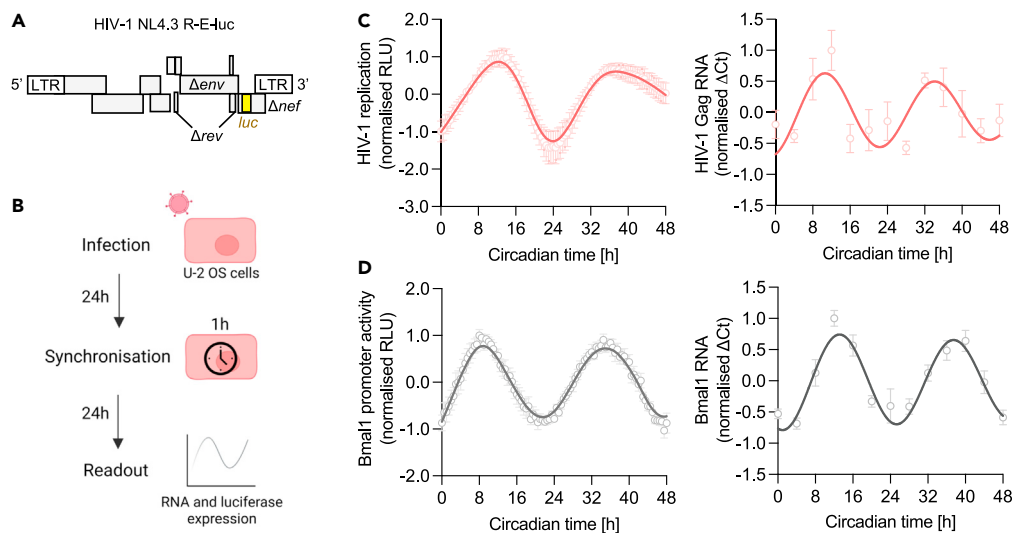 A
HIV-1 NL4.3 R-E-luc
5'
LTR
Δenv
LTR
3'
Δnef
Δrev
luc
B
Infection
U-2 OS cells
24h
1h
Synchronisation
24h
Readout
RNA and luciferase
expression
C
HIV-1 replication
(normalised RLU)
2.0
1.0
0.0
-1.0
-2.0
-3.0
0 8 16 24 32 40 48
Circadian time [h]
HIV-1 Gag RNA
(normalised ΔCt)
1.5
1.0
0.5
0.0
-0.5
-1.0
-1.5
0 8 16 24 32 40 48
Circadian time [h]
D
Bmal1 promoter activity
(normalised RLU)
2.0
1.0
0.0
-1.0
-2.0
0 8 16 24 32 40 48
Circadian time [h]
Bmal1 RNA
(normalised ΔCt)
1.5
1.0
0.5
0.0
-0.5
-1.0
-1.5
0 8 16 24 32 40 48
Circadian time [h]